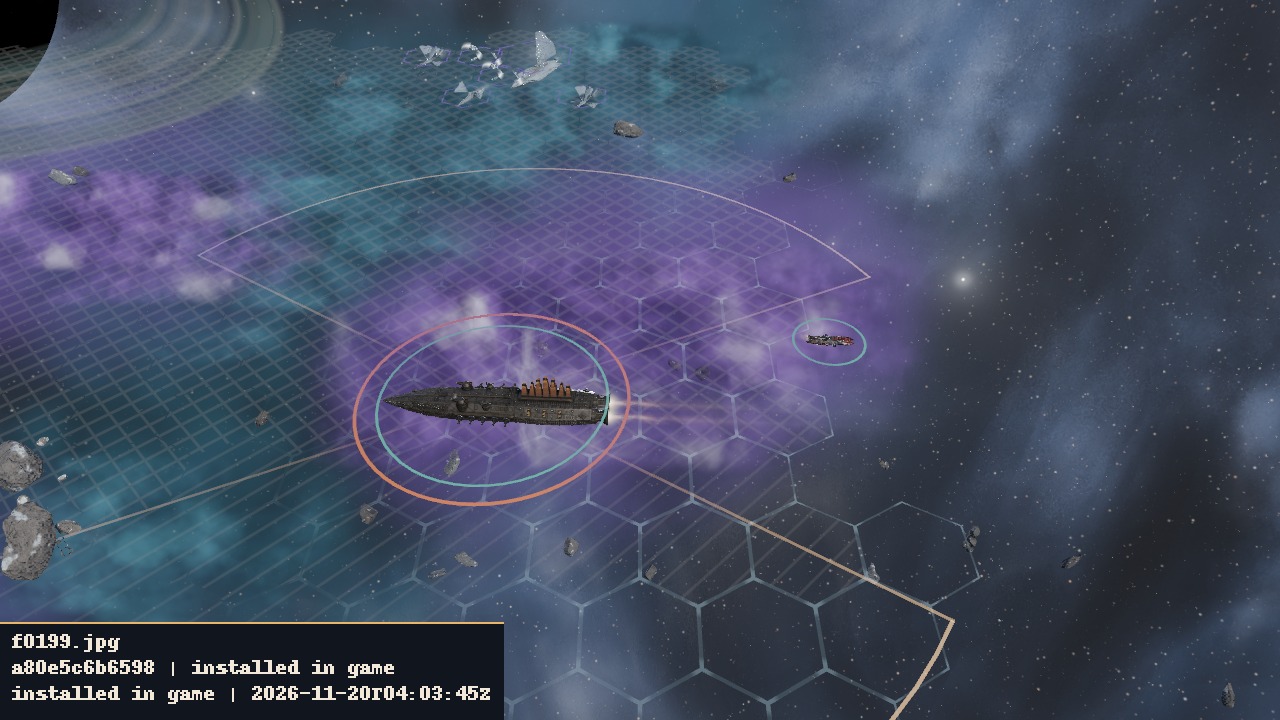 f0199.jpg
a80e5c6b6598 | installed in game
installed in game | 2026-11-20T04:03:45Z